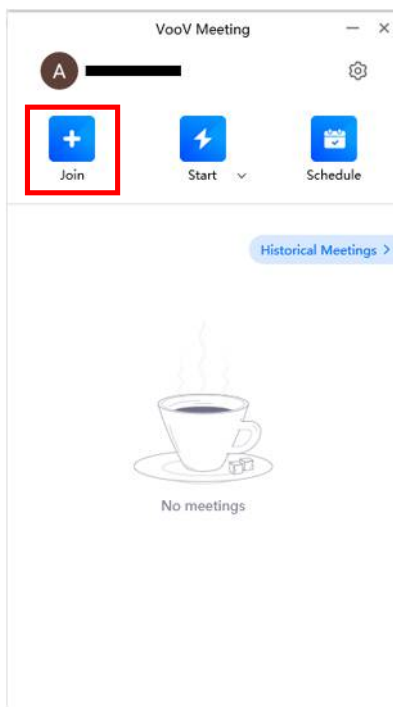 VooV Meeting
A
Join Start Schedule
Historical Meetings >
No meetings